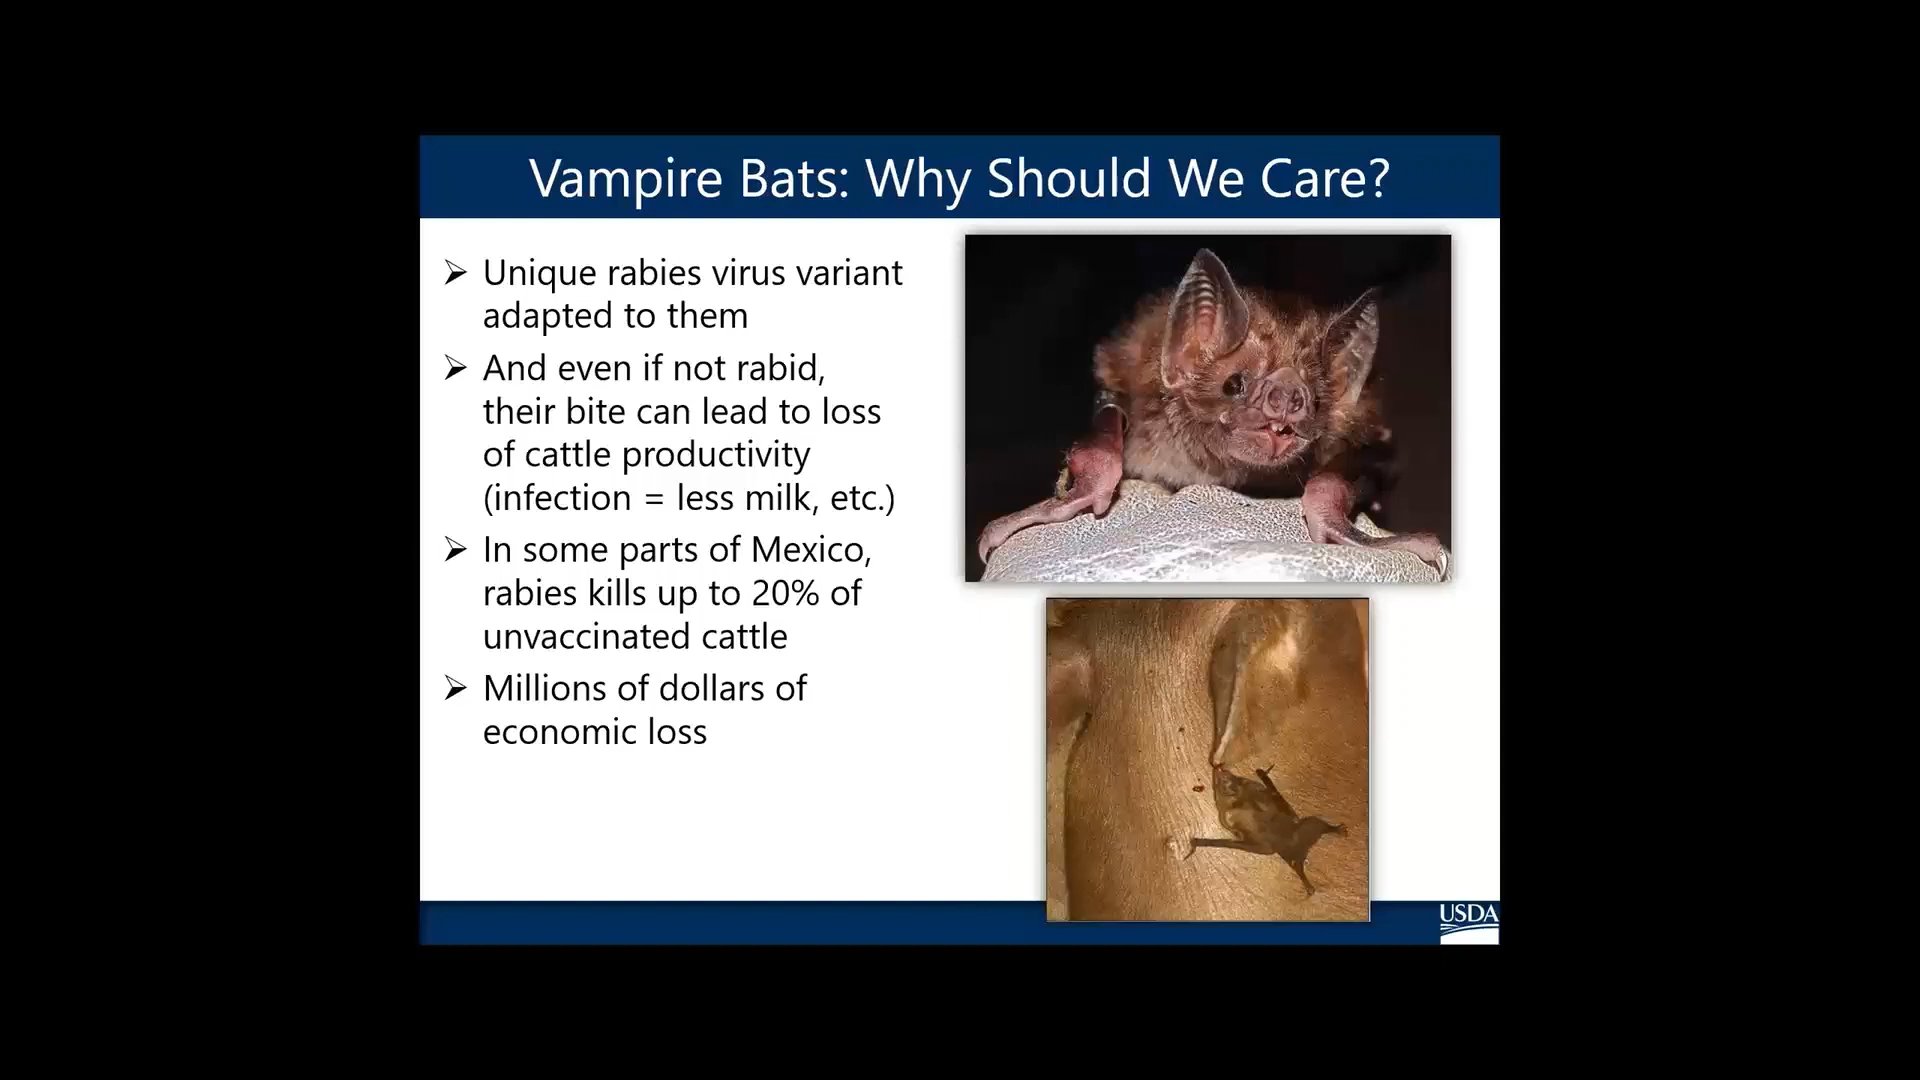 Vampire Bats: Why Should We Care?
➢ Unique rabies virus variant
adapted to them
➢ And even if not rabid,
their bite can lead to loss
of cattle productivity
(infection = less milk, etc.)
➢ In some parts of Mexico,
rabies kills up to 20% of
unvaccinated cattle
➢ Millions of dollars of
economic loss
USDA